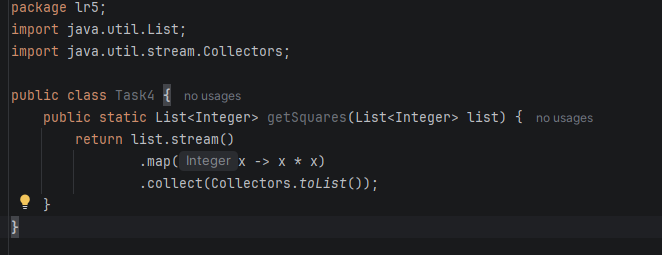 package lr5;
import java.util.List;
import java.util.stream.Collectors;
public class Task4 { no usages
public static List<Integer> getSquares(List<Integer> list) { no usages
return list.stream()
.map( Integer x -> x * x)
.collect(Collectors.toList());
}
}